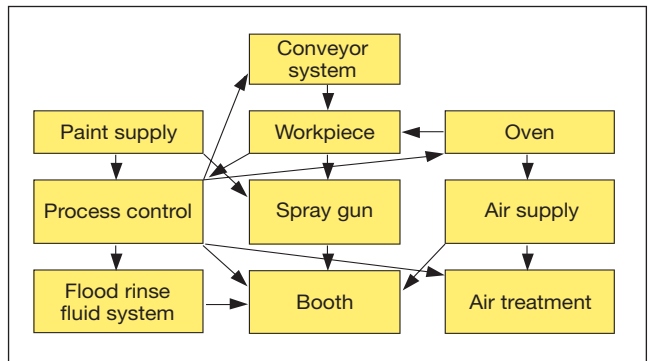 Conveyor
system
Paint supply
Workpiece
Oven
Process control
Spray gun
Air supply
Flood rinse
fluid system
Booth
Air treatment